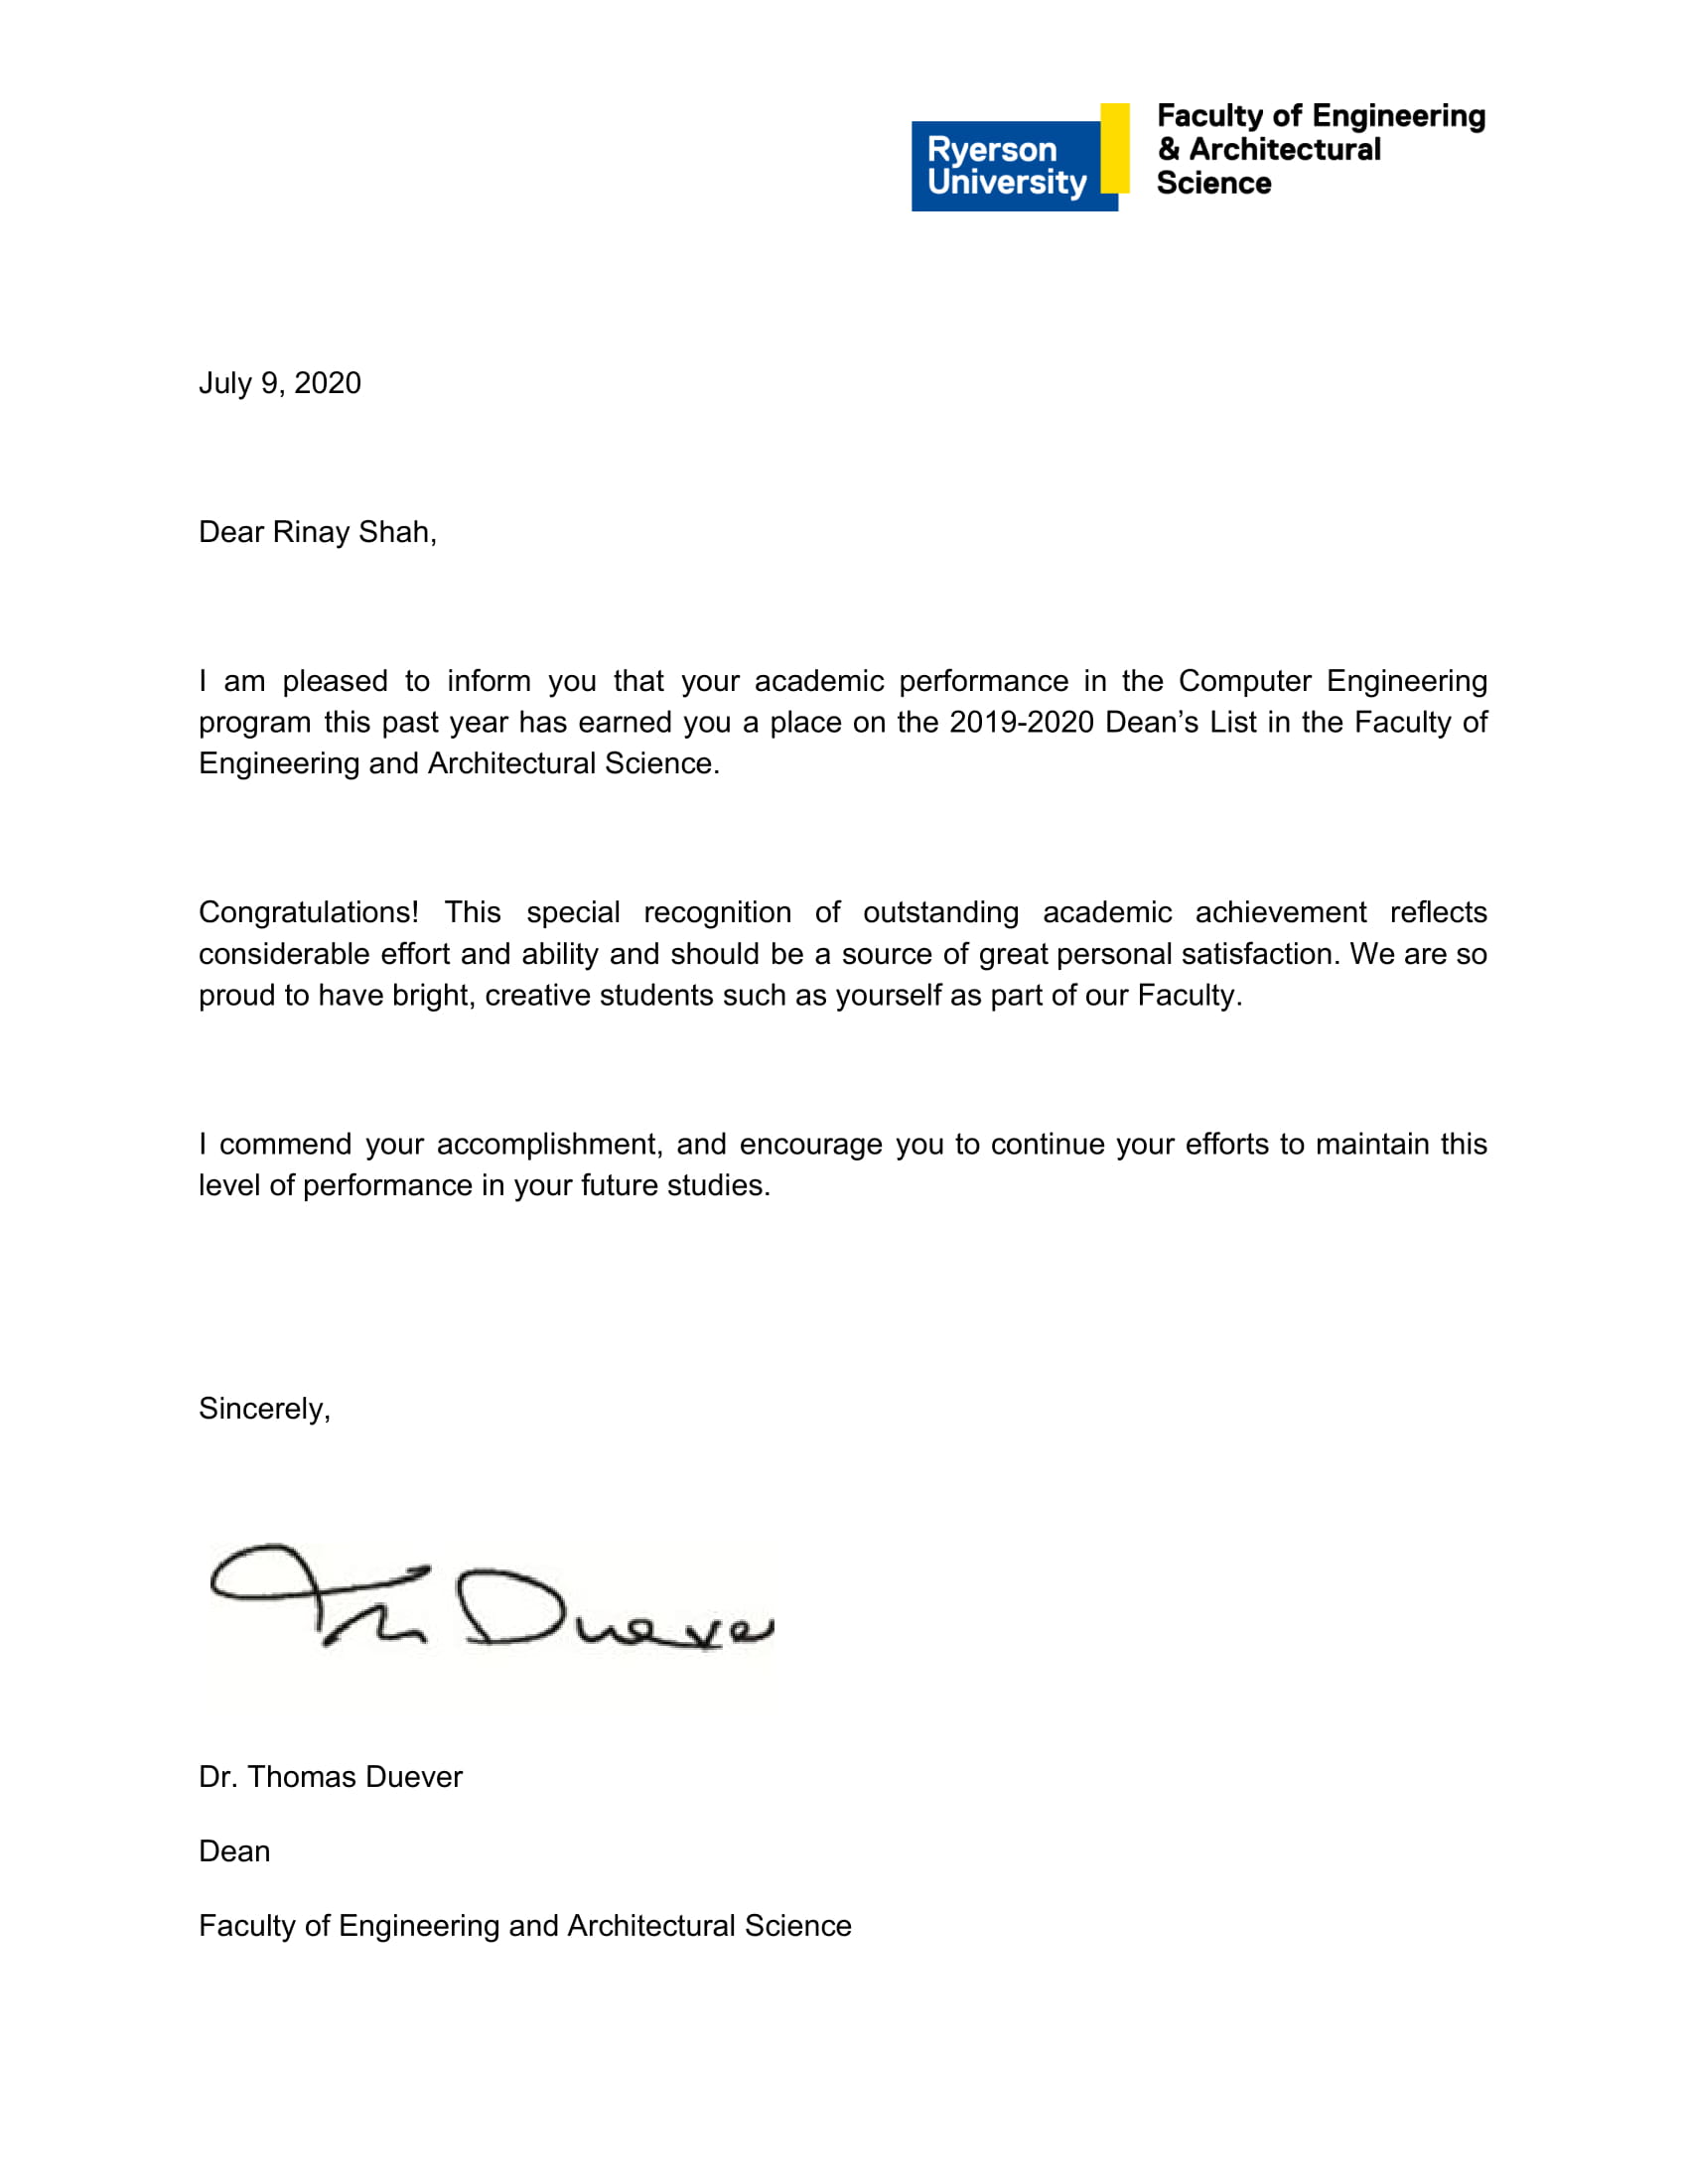 Ryerson
University
Faculty of Engineering
& Architectural
Science
July 9, 2020
Dear Rinay Shah,
I am pleased to inform you that your academic performance in the Computer Engineering
program this past year has earned you a place on the 2019-2020 Dean’s List in the Faculty of
Engineering and Architectural Science.
Congratulations! This special recognition of outstanding academic achievement reflects
considerable effort and ability and should be a source of great personal satisfaction. We are so
proud to have bright, creative students such as yourself as part of our Faculty.
I commend your accomplishment, and encourage you to continue your efforts to maintain this
level of performance in your future studies.
Sincerely,
Tom Duever
Dr. Thomas Duever
Dean
Faculty of Engineering and Architectural Science